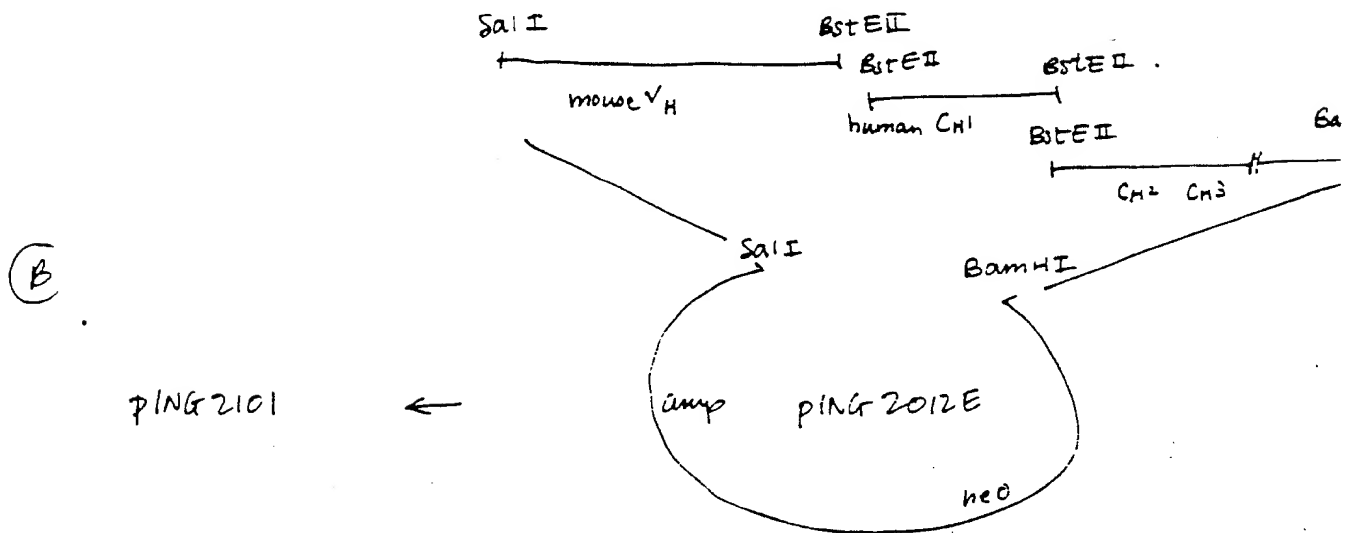 Sal I BstE II
BstE II BstE II .
mouse VH
human CH1
BstE II Ba
CH2 CH3
Sal I
BamH I
B
pING2101 ← amp pING2012E
neo